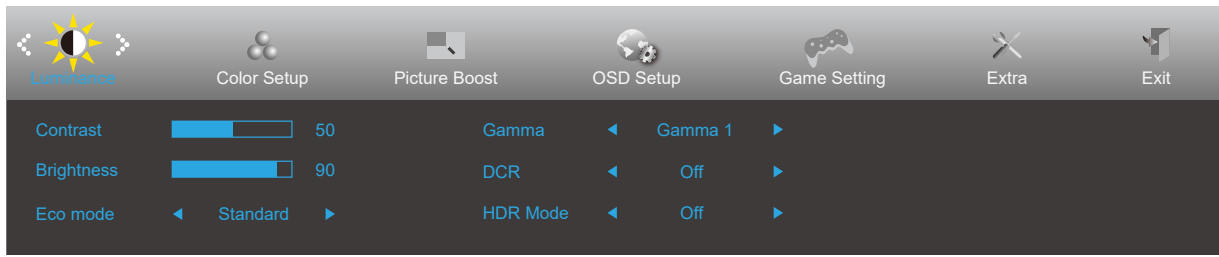 Luminance Color Setup Picture Boost OSD Setup Game Setting Extra Exit
Contrast 50 Gamma Gamma 1
Brightness 90 DCR Off
Eco mode Standard HDR Mode Off